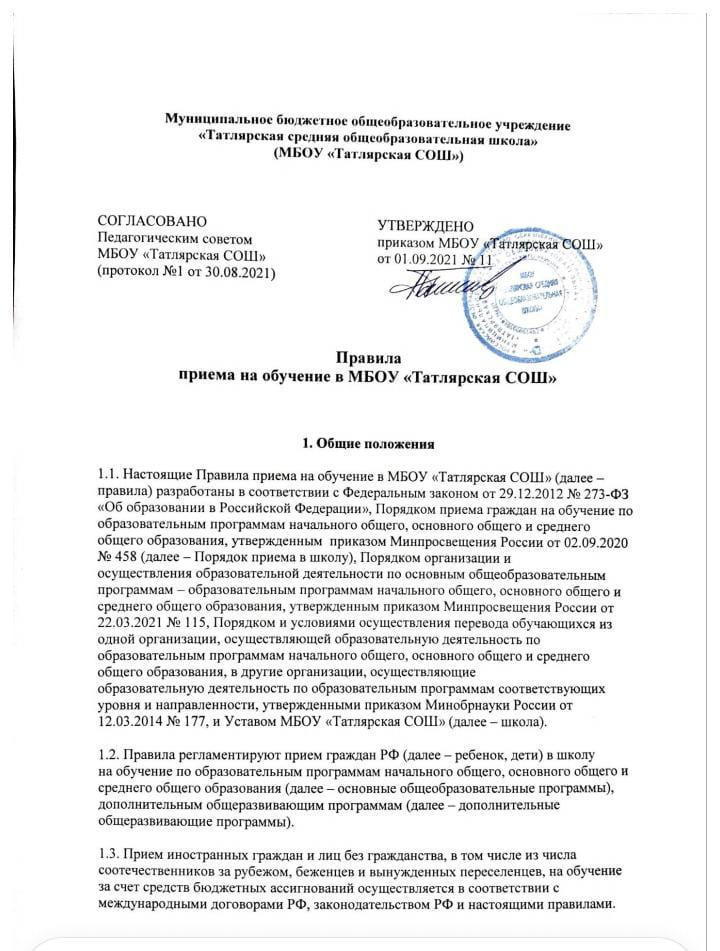 Муниципальное бюджетное общеобразовательное учреждение
«Татлярская средняя общеобразовательная школа»
(МБОУ «Татлярская СОШ»)
СОГЛАСОВАНО
Педагогическим советом
МБОУ «Татлярская СОШ»
(протокол №1 от 30.08.2021)
УТВЕРЖДЕНО
приказом МБОУ «Татлярская СОШ»
от 01.09.2021 № 11
МБОУ
СРЕДНЯЯ
ОБЩЕОБРАЗОВАТЕЛЬНАЯ
ШКОЛА
Правила
приема на обучение в МБОУ «Татлярская СОШ»
1. Общие положения
1.1. Настоящие Правила приема на обучение в МБОУ «Татлярская СОШ» (далее –
правила) разработаны в соответствии с Федеральным законом от 29.12.2012 № 273-ФЗ
«Об образовании в Российской Федерации», Порядком приема граждан на обучение по
образовательным программам начального общего, основного общего и среднего
общего образования, утвержденным приказом Минпросвещения России от 02.09.2020
№ 458 (далее – Порядок приема в школу), Порядком организации и
осуществления образовательной деятельности по основным общеобразовательным
программам – образовательным программам начального общего, основного общего и
среднего общего образования, утвержденным приказом Минпросвещения России от
22.03.2021 № 115, Порядком и условиями осуществления перевода обучающихся из
одной организации, осуществляющей образовательную деятельность по
образовательным программам начального общего, основного общего и среднего
общего образования, в другие организации, осуществляющие
образовательную деятельность по образовательным программам соответствующих
уровня и направленности, утвержденными приказом Минобрнауки России от
12.03.2014 № 177, и Уставом МБОУ «Татлярская СОШ» (далее – школа).
1.2. Правила регламентируют прием граждан РФ (далее – ребенок, дети) в школу
на обучение по образовательным программам начального общего, основного общего и
среднего общего образования (далее – основные общеобразовательные программы),
дополнительным общеразвивающим программам (далее – дополнительные
общеразвивающие программы).
1.3. Прием иностранных граждан и лиц без гражданства, в том числе из числа
соотечественников за рубежом, беженцев и вынужденных переселенцев, на обучение
за счет средств бюджетных ассигнований осуществляется в соответствии с
международными договорами РФ, законодательством РФ и настоящими правилами.